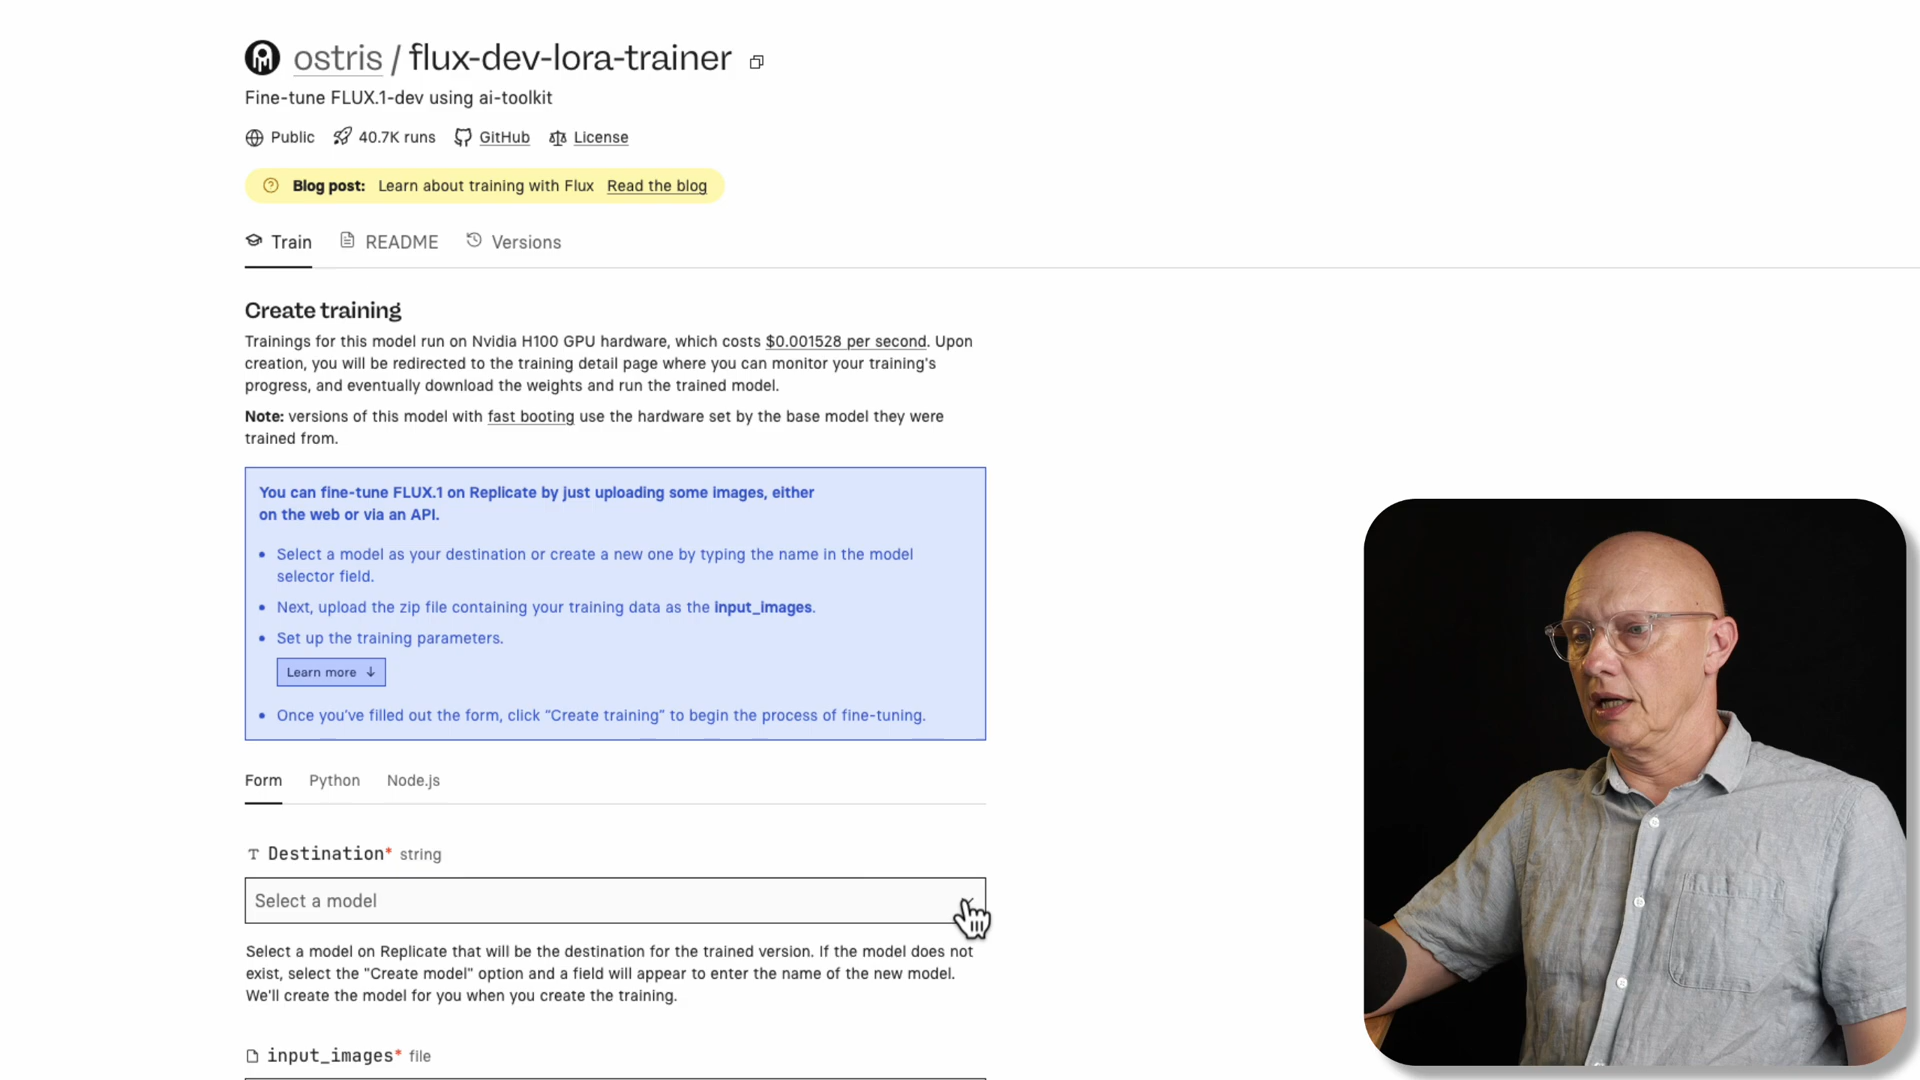 ostris / flux-dev-lora-trainer
Fine-tune FLUX.1-dev using ai-toolkit
Public 40.7K runs GitHub License
Blog post: Learn about training with Flux Read the blog
Train README Versions
Create training
Trainings for this model run on Nvidia H100 GPU hardware, which costs $0.001528 per second. Upon
creation, you will be redirected to the training detail page where you can monitor your training's
progress, and eventually download the weights and run the trained model.
Note: versions of this model with fast booting use the hardware set by the base model they were
trained from.
You can fine-tune FLUX.1 on Replicate by just uploading some images, either
on the web or via an API.
• Select a model as your destination or create a new one by typing the name in the model
selector field.
• Next, upload the zip file containing your training data as the input_images.
• Set up the training parameters.
Learn more ↓
• Once you've filled out the form, click “Create training” to begin the process of fine-tuning.
Form Python Node.js
T Destination* string
Select a model
Select a model on Replicate that will be the destination for the trained version. If the model does not
exist, select the "Create model" option and a field will appear to enter the name of the new model.
We'll create the model for you when you create the training.
input_images* file